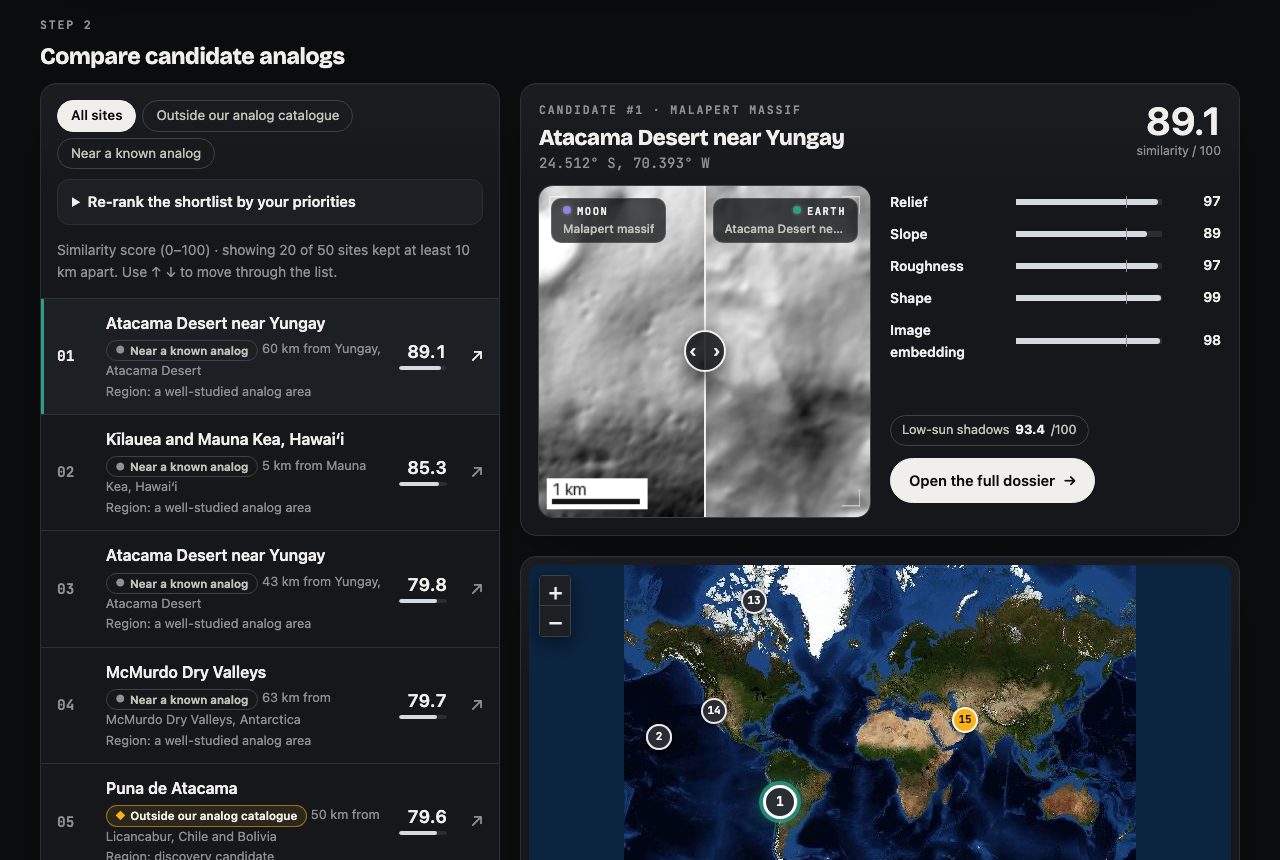 STEP 2
Compare candidate analogs
All sites
Outside our analog catalogue
Near a known analog
Re-rank the shortlist by your priorities
Similarity score (0–100) · showing 20 of 50 sites kept at least 10
km apart. Use ↑ ↓ to move through the list.
01
Atacama Desert near Yungay
Near a known analog 60 km from Yungay,
Atacama Desert
Region: a well-studied analog area
89.1
02
Kīlauea and Mauna Kea, Hawaiʻi
Near a known analog 5 km from Mauna
Kea, Hawaiʻi
Region: a well-studied analog area
85.3
03
Atacama Desert near Yungay
Near a known analog 43 km from Yungay,
Atacama Desert
Region: a well-studied analog area
79.8
04
McMurdo Dry Valleys
Near a known analog 63 km from
McMurdo Dry Valleys, Antarctica
Region: a well-studied analog area
79.7
05
Puna de Atacama
Outside our analog catalogue 50 km from
Licancabur, Chile and Bolivia
Region: discovery candidate
79.6
CANDIDATE #1 · MALAPERT MASSIF
Atacama Desert near Yungay
24.512° S, 70.393° W
89.1
similarity / 100
MOON
Malapert massif
EARTH
Atacama Desert ne…
1 km
Relief 97
Slope 89
Roughness 97
Shape 99
Image
embedding 98
Low-sun shadows 93.4 /100
Open the full dossier →
+
−
13
14
2
15
1